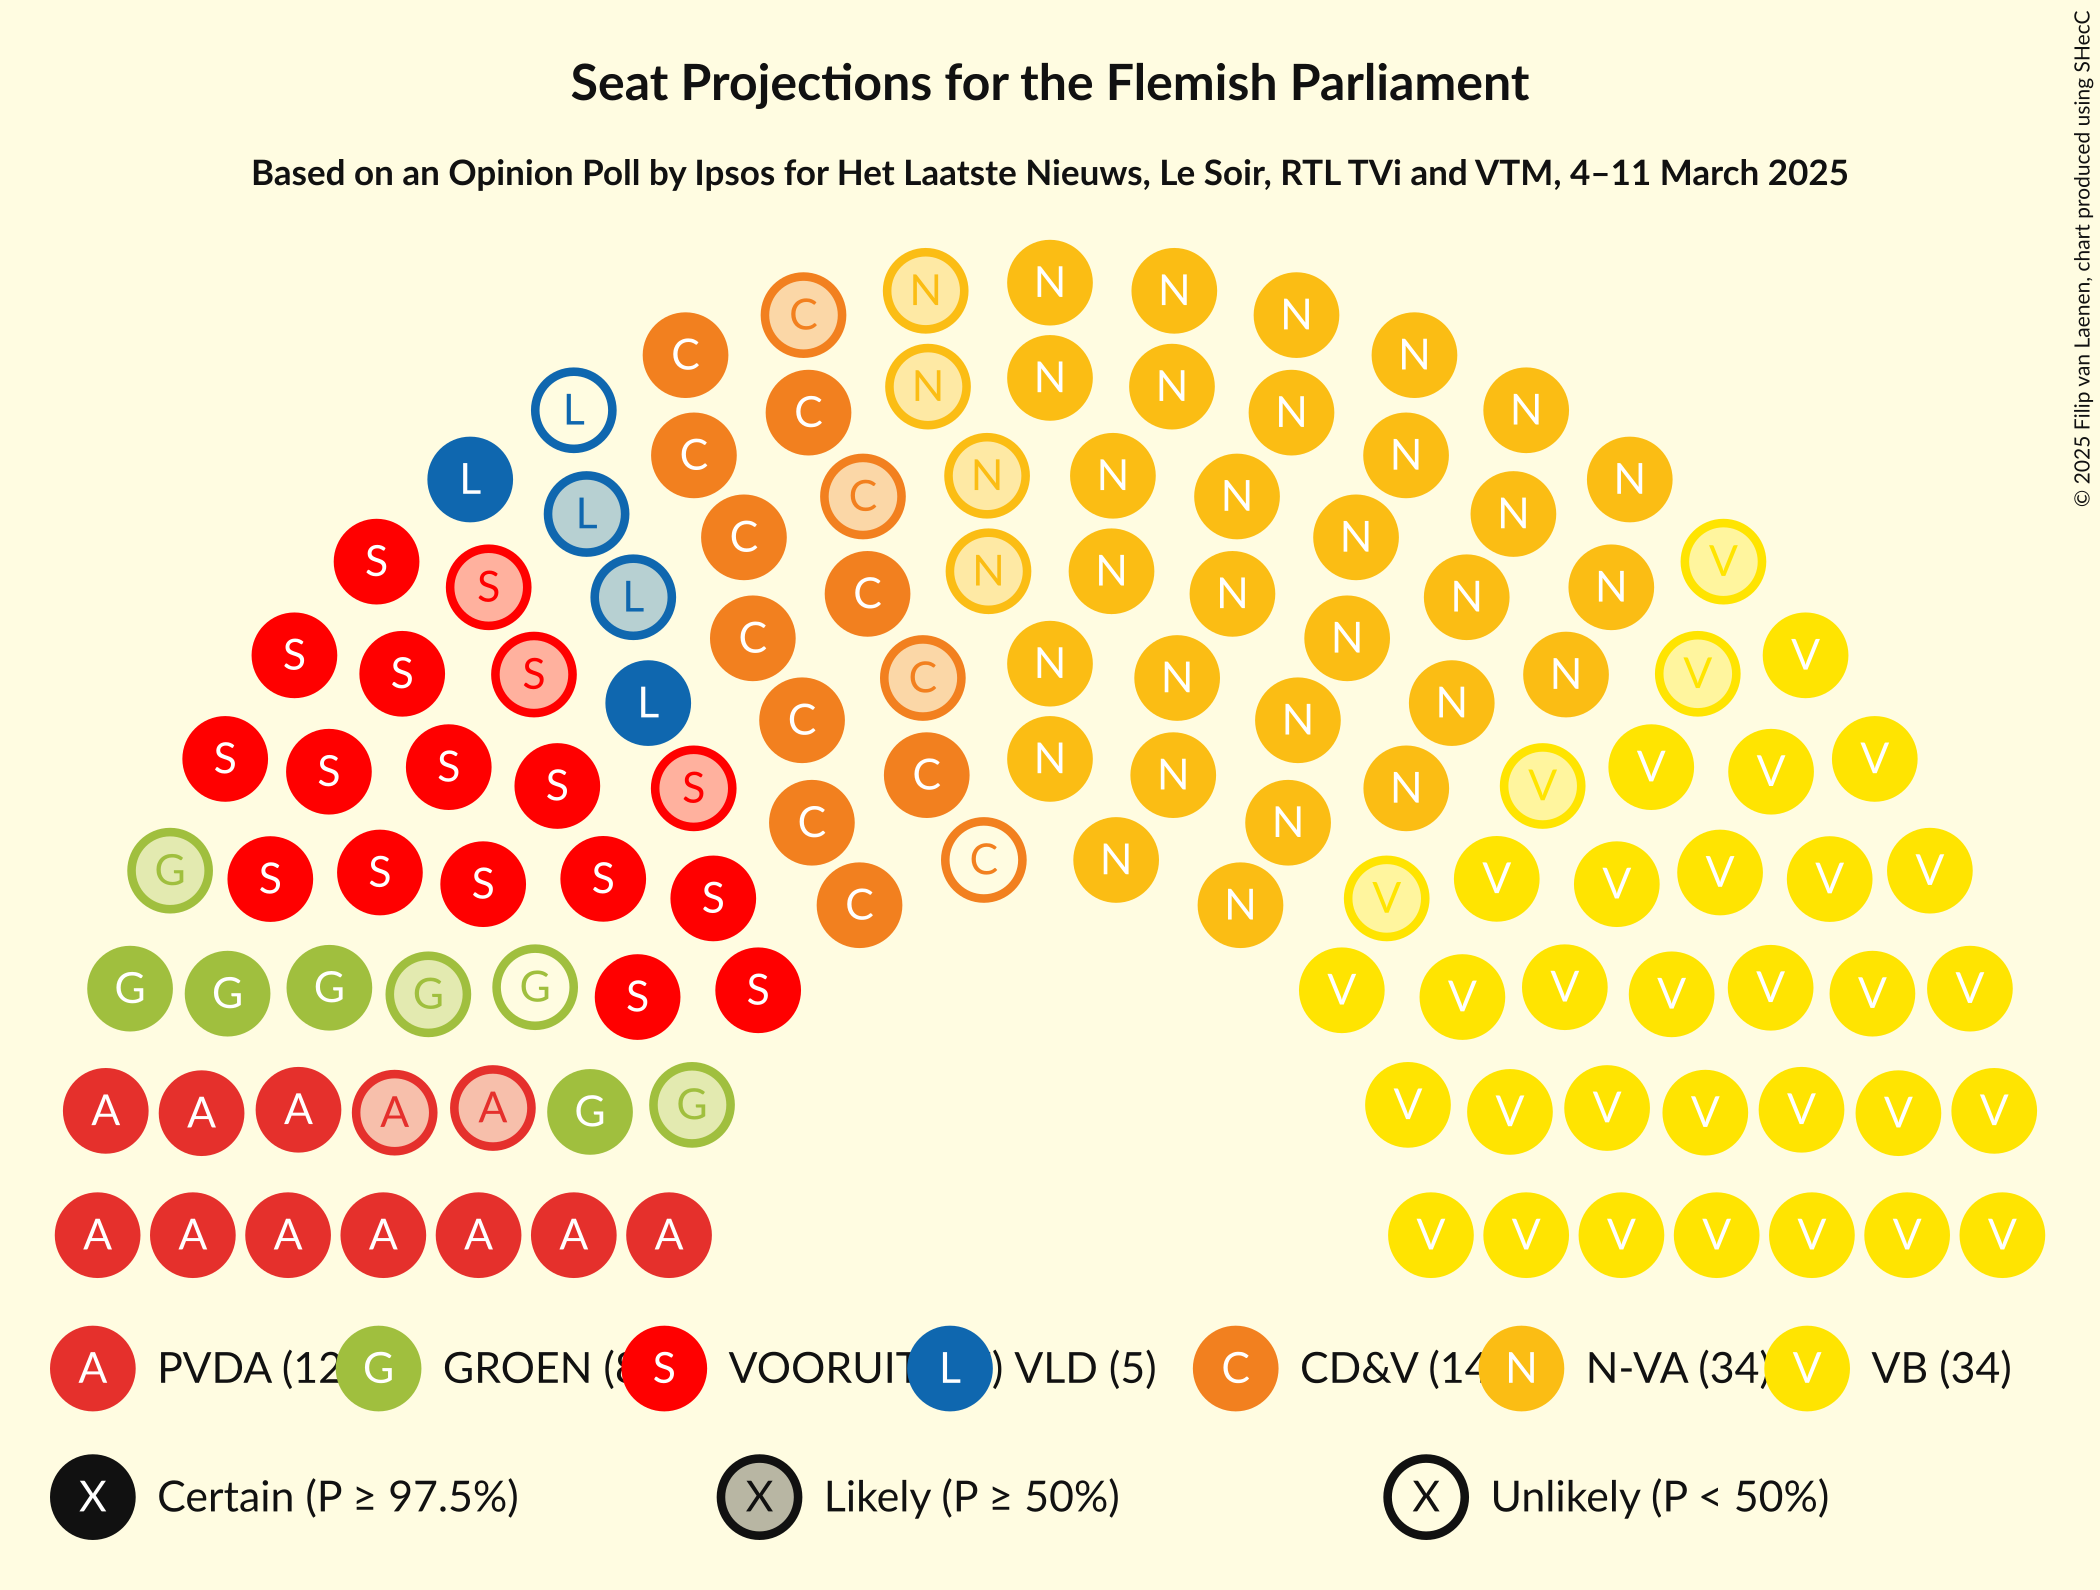 Seat Projections for the Flemish Parliament
Based on an Opinion Poll by Ipsos for Het Laatste Nieuws, Le Soir, RTL TVi and VTM, 4–11 March 2025
© 2025 Filip van Laenen, chart produced using SHecC
N N N
C N
C N
N N N
L C N
C N
L N N N N
C N
L C N
S N N N V
S L C C N
S L N N
S S C N N V
S S C N V
L C N N
S S S S V V V
S C C N N N V
S C N
G S S S S S C C N N V V V V V V
G G G G G S S V V V V V V V
A A A A A G G V V V V V V V
A A A A A A A V V V V V V V
A PVDA (12 G GROEN (8 S VOORUIT L ) VLD (5) C CD&V (14 N N-VA (34) V VB (34)
X Certain (P ≥ 97.5%) X Likely (P ≥ 50%) X Unlikely (P < 50%)